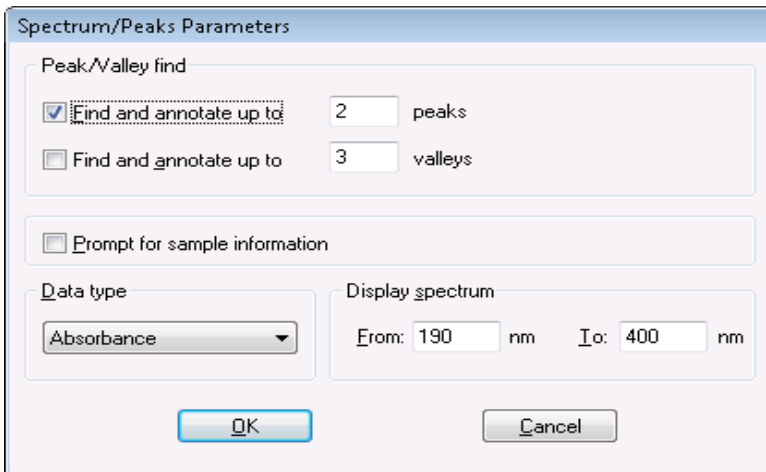 Spectrum/Peaks Parameters
Peak/Valley find
Find and annotate up to 2 peaks
Find and annotate up to 3 valleys
Prompt for sample information
Data type
Absorbance
Display spectrum
From: 190 nm To: 400 nm
OK Cancel